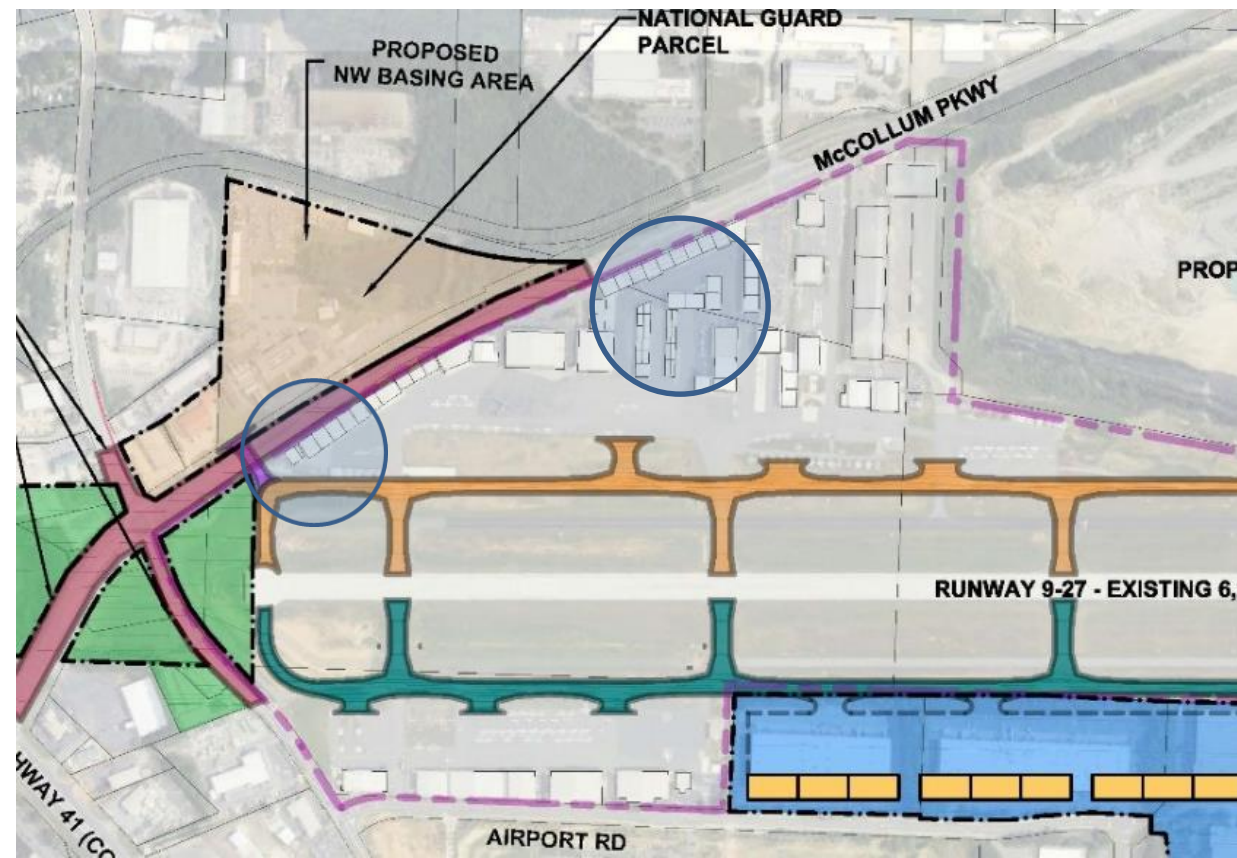 NATIONAL GUARD
PARCEL
PROPOSED
NW BASING AREA
McCOLLUM PKWY
PROP
RUNWAY 9-27 - EXISTING 6,
HWAY 41 (CO
AIRPORT RD